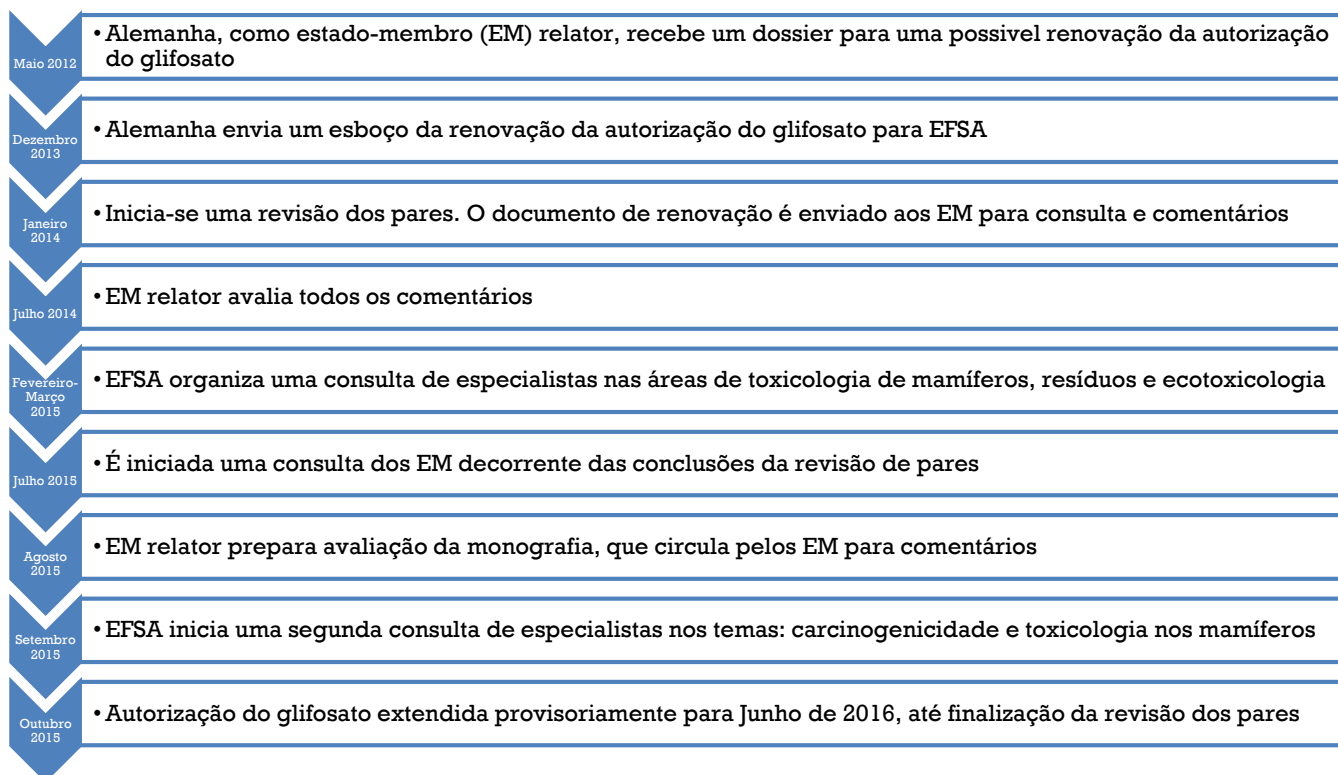 Maio 2012
• Alemanha, como estado-membro (EM) relator, recebe um dossier para uma possivel renovação da autorização
do glifosato
Dezembro
2013
• Alemanha envia um esboço da renovação da autorização do glifosato para EFSA
Janeiro
2014
• Inicia-se uma revisão dos pares. O documento de renovação é enviado aos EM para consulta e comentários
Julho 2014
• EM relator avalia todos os comentários
Fevereiro-
Março
2015
• EFSA organiza uma consulta de especialistas nas áreas de toxicologia de mamíferos, resíduos e ecotoxicologia
Julho 2015
• É iniciada uma consulta dos EM decorrente das conclusões da revisão de pares
Agosto
2015
• EM relator prepara avaliação da monografia, que circula pelos EM para comentários
Setembro
2015
• EFSA inicia uma segunda consulta de especialistas nos temas: carcinogenicidade e toxicologia nos mamíferos
Outubro
2015
• Autorização do glifosato extendida provisoriamente para Junho de 2016, até finalização da revisão dos pares